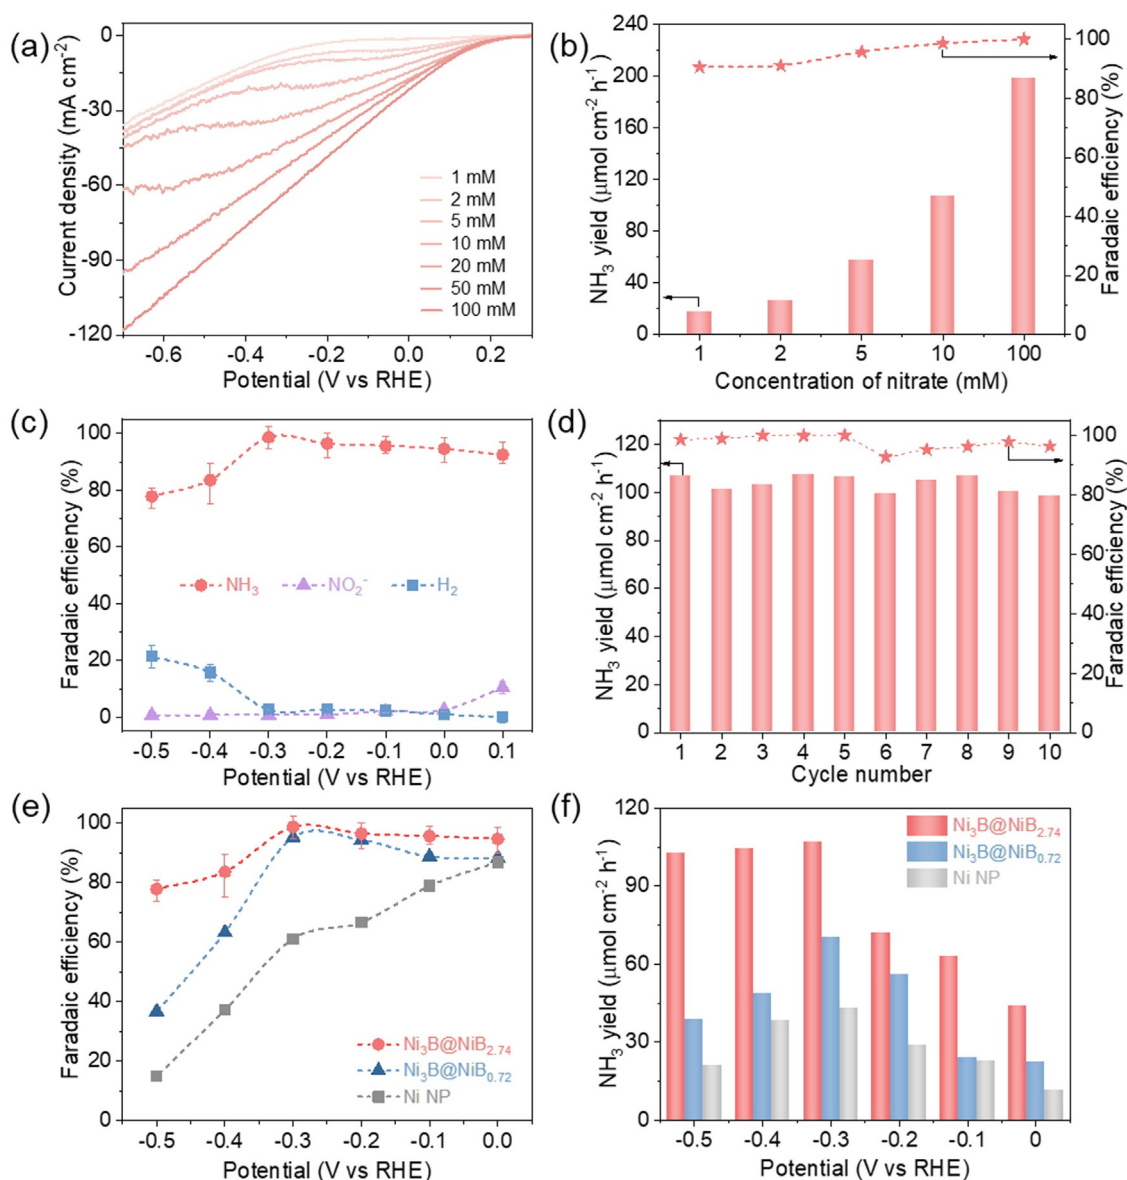 (a)
Current density (mA cm⁻²)
0
-30
-60
-90
-120
1 mM
2 mM
5 mM
10 mM
20 mM
50 mM
100 mM
-0.6 -0.4 -0.2 0.0 0.2
Potential (V vs RHE)
(b)
NH₃ yield (μmol cm⁻² h⁻¹)
240
200
160
120
80
40
0
100
80
60
40
20
0
Faradaic efficiency (%)
1 2 5 10 100
Concentration of nitrate (mM)
(c)
Faradaic efficiency (%)
100
80
60
40
20
0
NH₃ NO₂⁻ H₂
-0.5 -0.4 -0.3 -0.2 -0.1 0.0 0.1
Potential (V vs RHE)
(d)
NH₃ yield (μmol cm⁻² h⁻¹)
120
100
80
60
40
20
0
100
80
60
40
20
0
Faradaic efficiency (%)
1 2 3 4 5 6 7 8 9 10
Cycle number
(e)
Faradaic efficiency (%)
100
80
60
40
20
0
Ni₃B@NiB₂.₇₄
Ni₃B@NiB₀.₇₂
Ni NP
-0.5 -0.4 -0.3 -0.2 -0.1 0.0
Potential (V vs RHE)
(f)
NH₃ yield (μmol cm⁻² h⁻¹)
120
90
60
30
0
Ni₃B@NiB₂.₇₄
Ni₃B@NiB₀.₇₂
Ni NP
-0.5 -0.4 -0.3 -0.2 -0.1 0
Potential (V vs RHE)